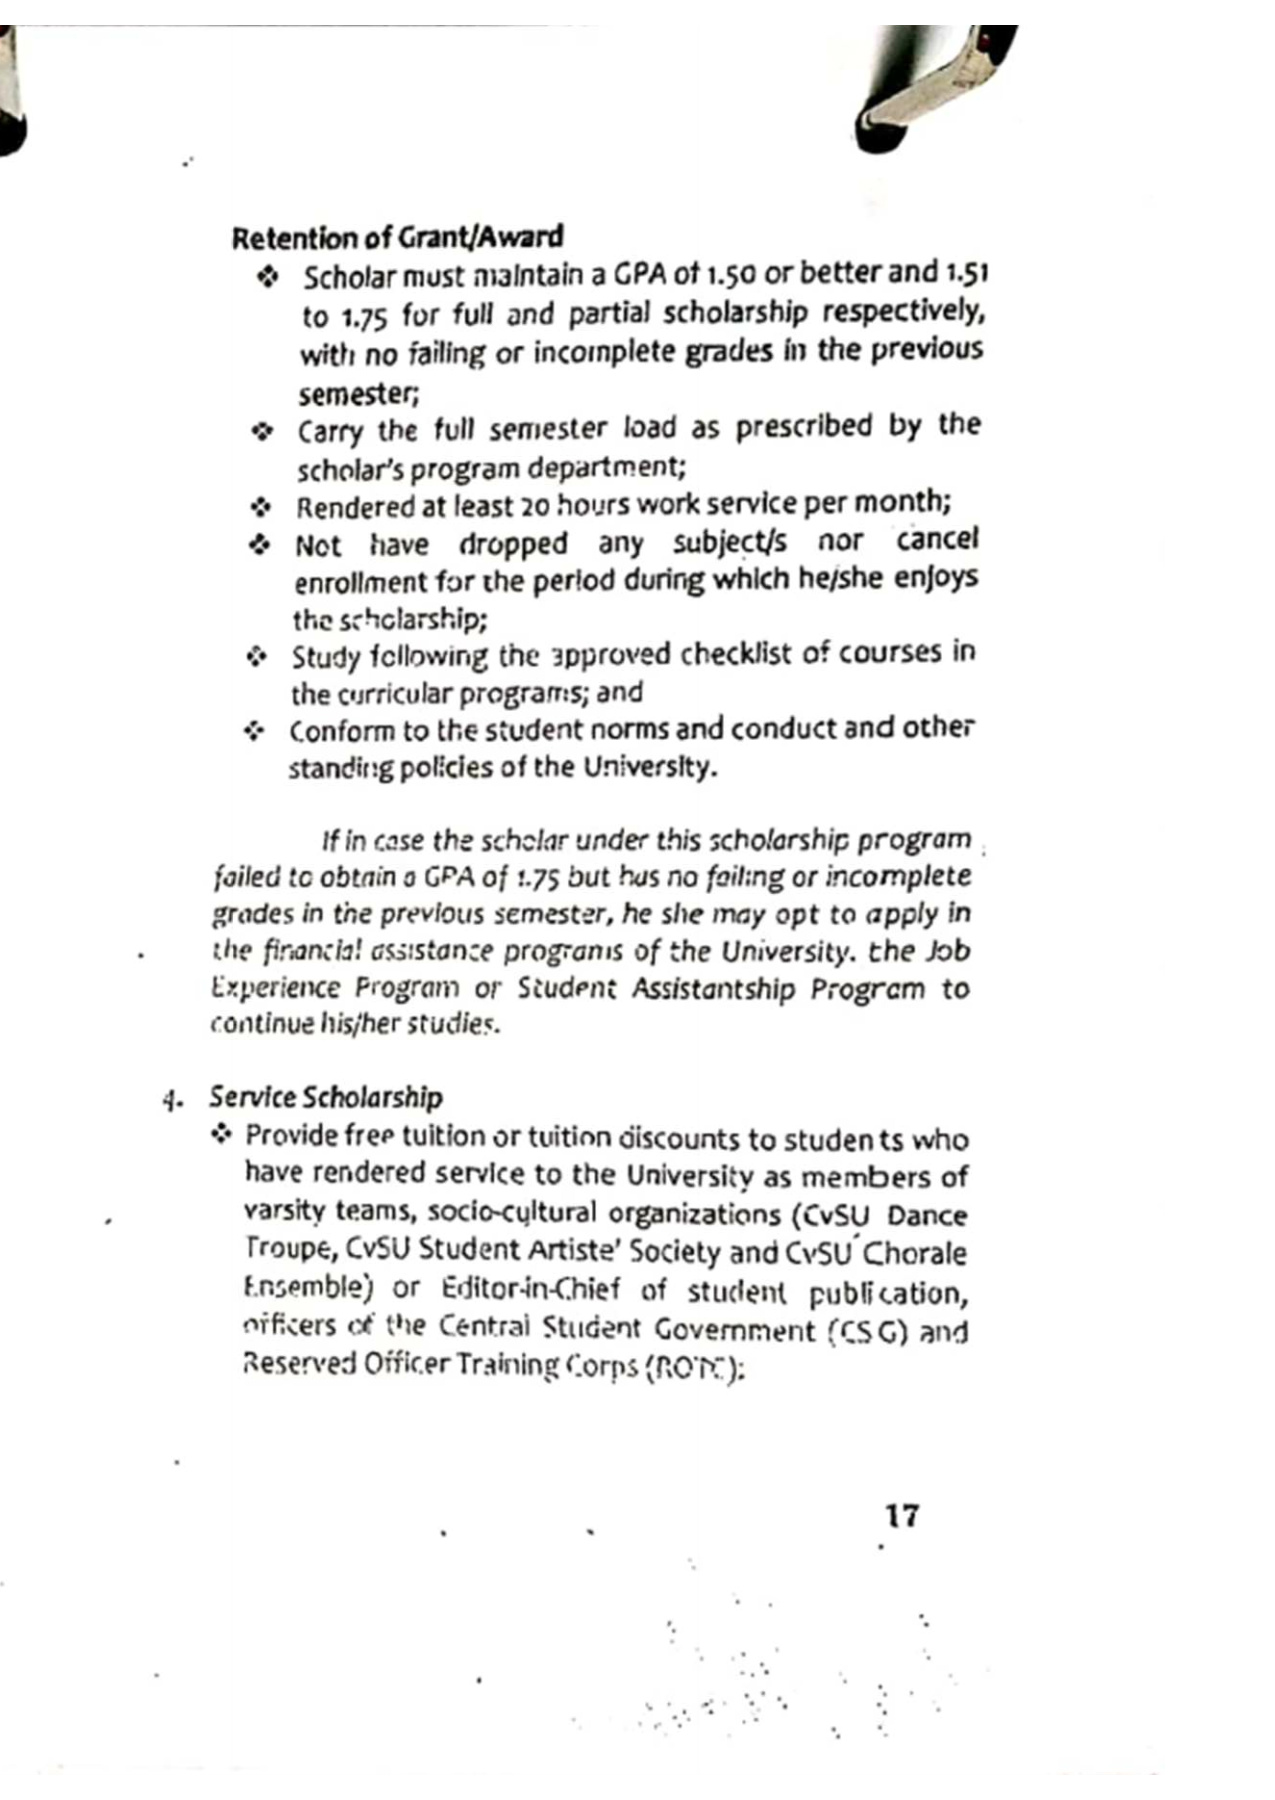 Retention of Grant/Award
❖ Scholar must maintain a GPA of 1.50 or better and 1.51
to 1.75 for full and partial scholarship respectively,
with no failing or incomplete grades in the previous
semester;
❖ Carry the full semester load as prescribed by the
scholar's program department;
❖ Rendered at least 20 hours work service per month;
❖ Not have dropped any subject/s nor cancel
enrollment for the period during which he/she enjoys
the scholarship;
❖ Study following the approved checklist of courses in
the curricular programs; and
❖ Conform to the student norms and conduct and other
standing policies of the University.
If in case the scholar under this scholarship program
failed to obtain a GPA of 1.75 but has no failing or incomplete
grades in the previous semester, he she may opt to apply in
the financial assistance programs of the University. the Job
Experience Program or Student Assistantship Program to
continue his/her studies.
4. Service Scholarship
❖ Provide free tuition or tuition discounts to students who
have rendered service to the University as members of
varsity teams, socio-cultural organizations (CvSU Dance
Troupe, CvSU Student Artiste' Society and CvSU Chorale
Ensemble) or Editor-in-Chief of student publication,
officers of the Central Student Government (CSG) and
Reserved Officer Training Corps (ROTC):
17